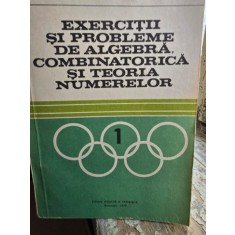 EXERCIȚII
ȘI PROBLEME
DE ALGEBRĂ,
COMBINATORICĂ
ȘI TEORIA
NUMERELOR
1